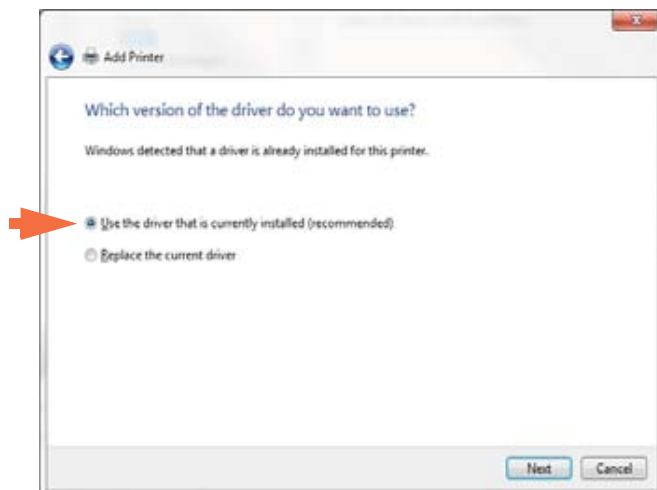 Add Printer
Which version of the driver do you want to use?
Windows detected that a driver is already installed for this printer.
Use the driver that is currently installed (recommended)
Replace the current driver
Next Cancel